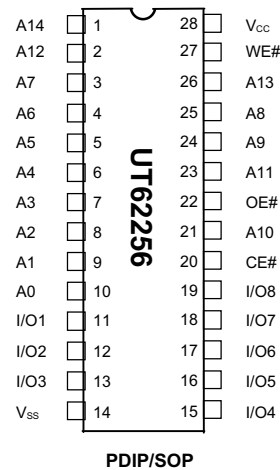 A14 1 28 Vcc
A12 2 27 WE#
A7 3 26 A13
A6 4 25 A8
A5 5 24 A9
A4 6 23 A11
A3 7 22 OE#
A2 8 21 A10
A1 9 20 CE#
A0 10 19 I/O8
I/O1 11 18 I/O7
I/O2 12 17 I/O6
I/O3 13 16 I/O5
Vss 14 15 I/O4
UT62256
PDIP/SOP